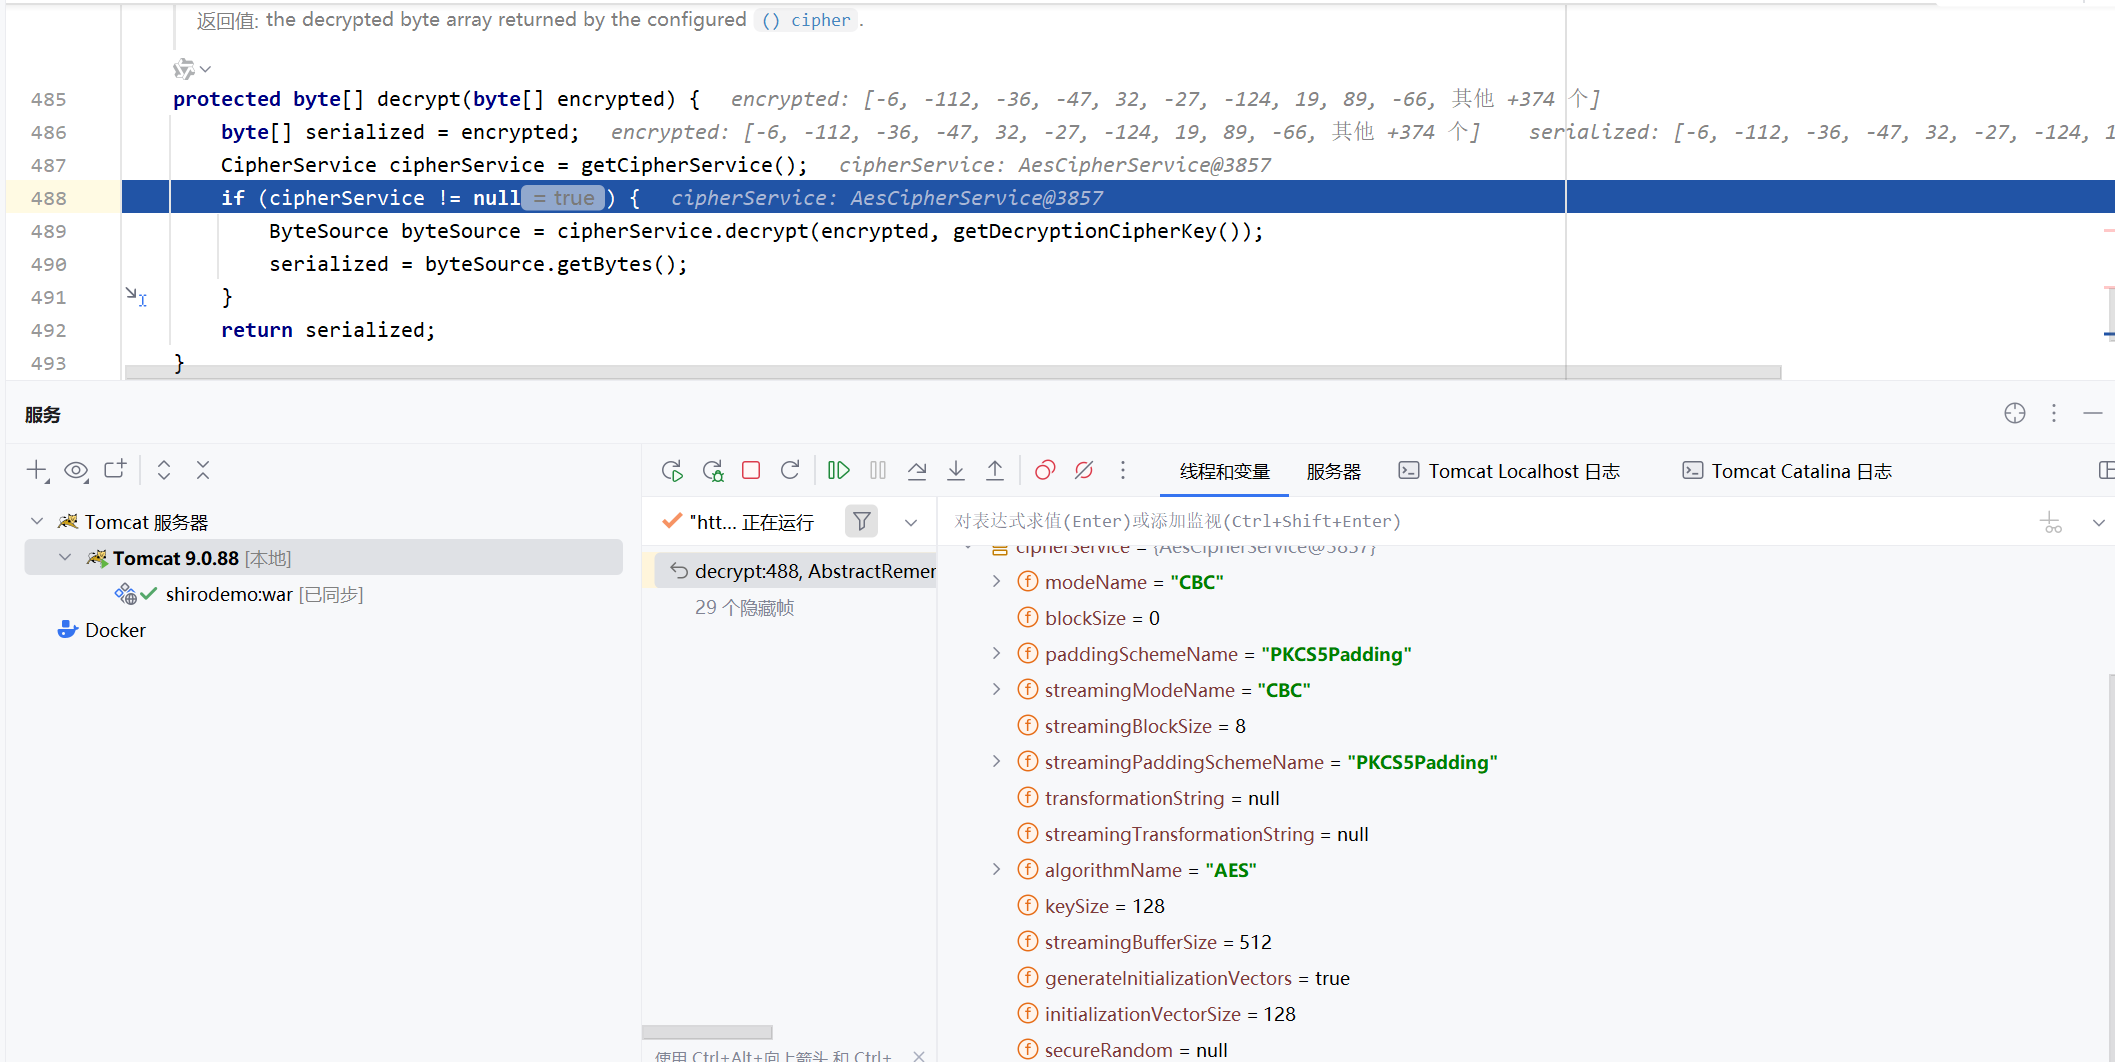 返回值: the decrypted byte array returned by the configured () cipher .
485 protected byte[] decrypt(byte[] encrypted) { encrypted: [-6, -112, -36, -47, 32, -27, -124, 19, 89, -66, 其他 +374 个]
486 byte[] serialized = encrypted; encrypted: [-6, -112, -36, -47, 32, -27, -124, 19, 89, -66, 其他 +374 个] serialized: [-6, -112, -36, -47, 32, -27, -124, 1
487 CipherService cipherService = getCipherService(); cipherService: AesCipherService@3857
488 if (cipherService != null = true ) { cipherService: AesCipherService@3857
489 ByteSource byteSource = cipherService.decrypt(encrypted, getDecryptionCipherKey());
490 serialized = byteSource.getBytes();
491 }
492 return serialized;
493 }
服务
线程和变量 服务器 Tomcat Localhost 日志 Tomcat Catalina 日志
Tomcat 服务器
Tomcat 9.0.88 [本地]
shirodemo:war [已同步]
Docker
"htt... 正在运行
decrypt:488, AbstractRemer
29 个隐藏帧
使用 Ctrl+Alt+向上箭头 和 Ctrl+
对表达式求值(Enter)或添加监视(Ctrl+Shift+Enter)
cipherService = {AesCipherService@3857}
modeName = "CBC"
blockSize = 0
paddingSchemeName = "PKCS5Padding"
streamingModeName = "CBC"
streamingBlockSize = 8
streamingPaddingSchemeName = "PKCS5Padding"
transformationString = null
streamingTransformationString = null
algorithmName = "AES"
keySize = 128
streamingBufferSize = 512
generateInitializationVectors = true
initializationVectorSize = 128
secureRandom = null